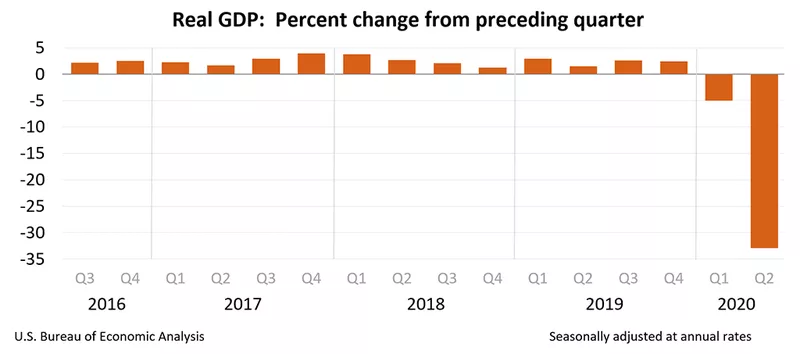 Real GDP: Percent change from preceding quarter
5
0
-5
-10
-15
-20
-25
-30
-35
Q3 Q4 Q1 Q2 Q3 Q4 Q1 Q2 Q3 Q4 Q1 Q2 Q3 Q4 Q1 Q2
2016 2017 2018 2019 2020
U.S. Bureau of Economic Analysis Seasonally adjusted at annual rates